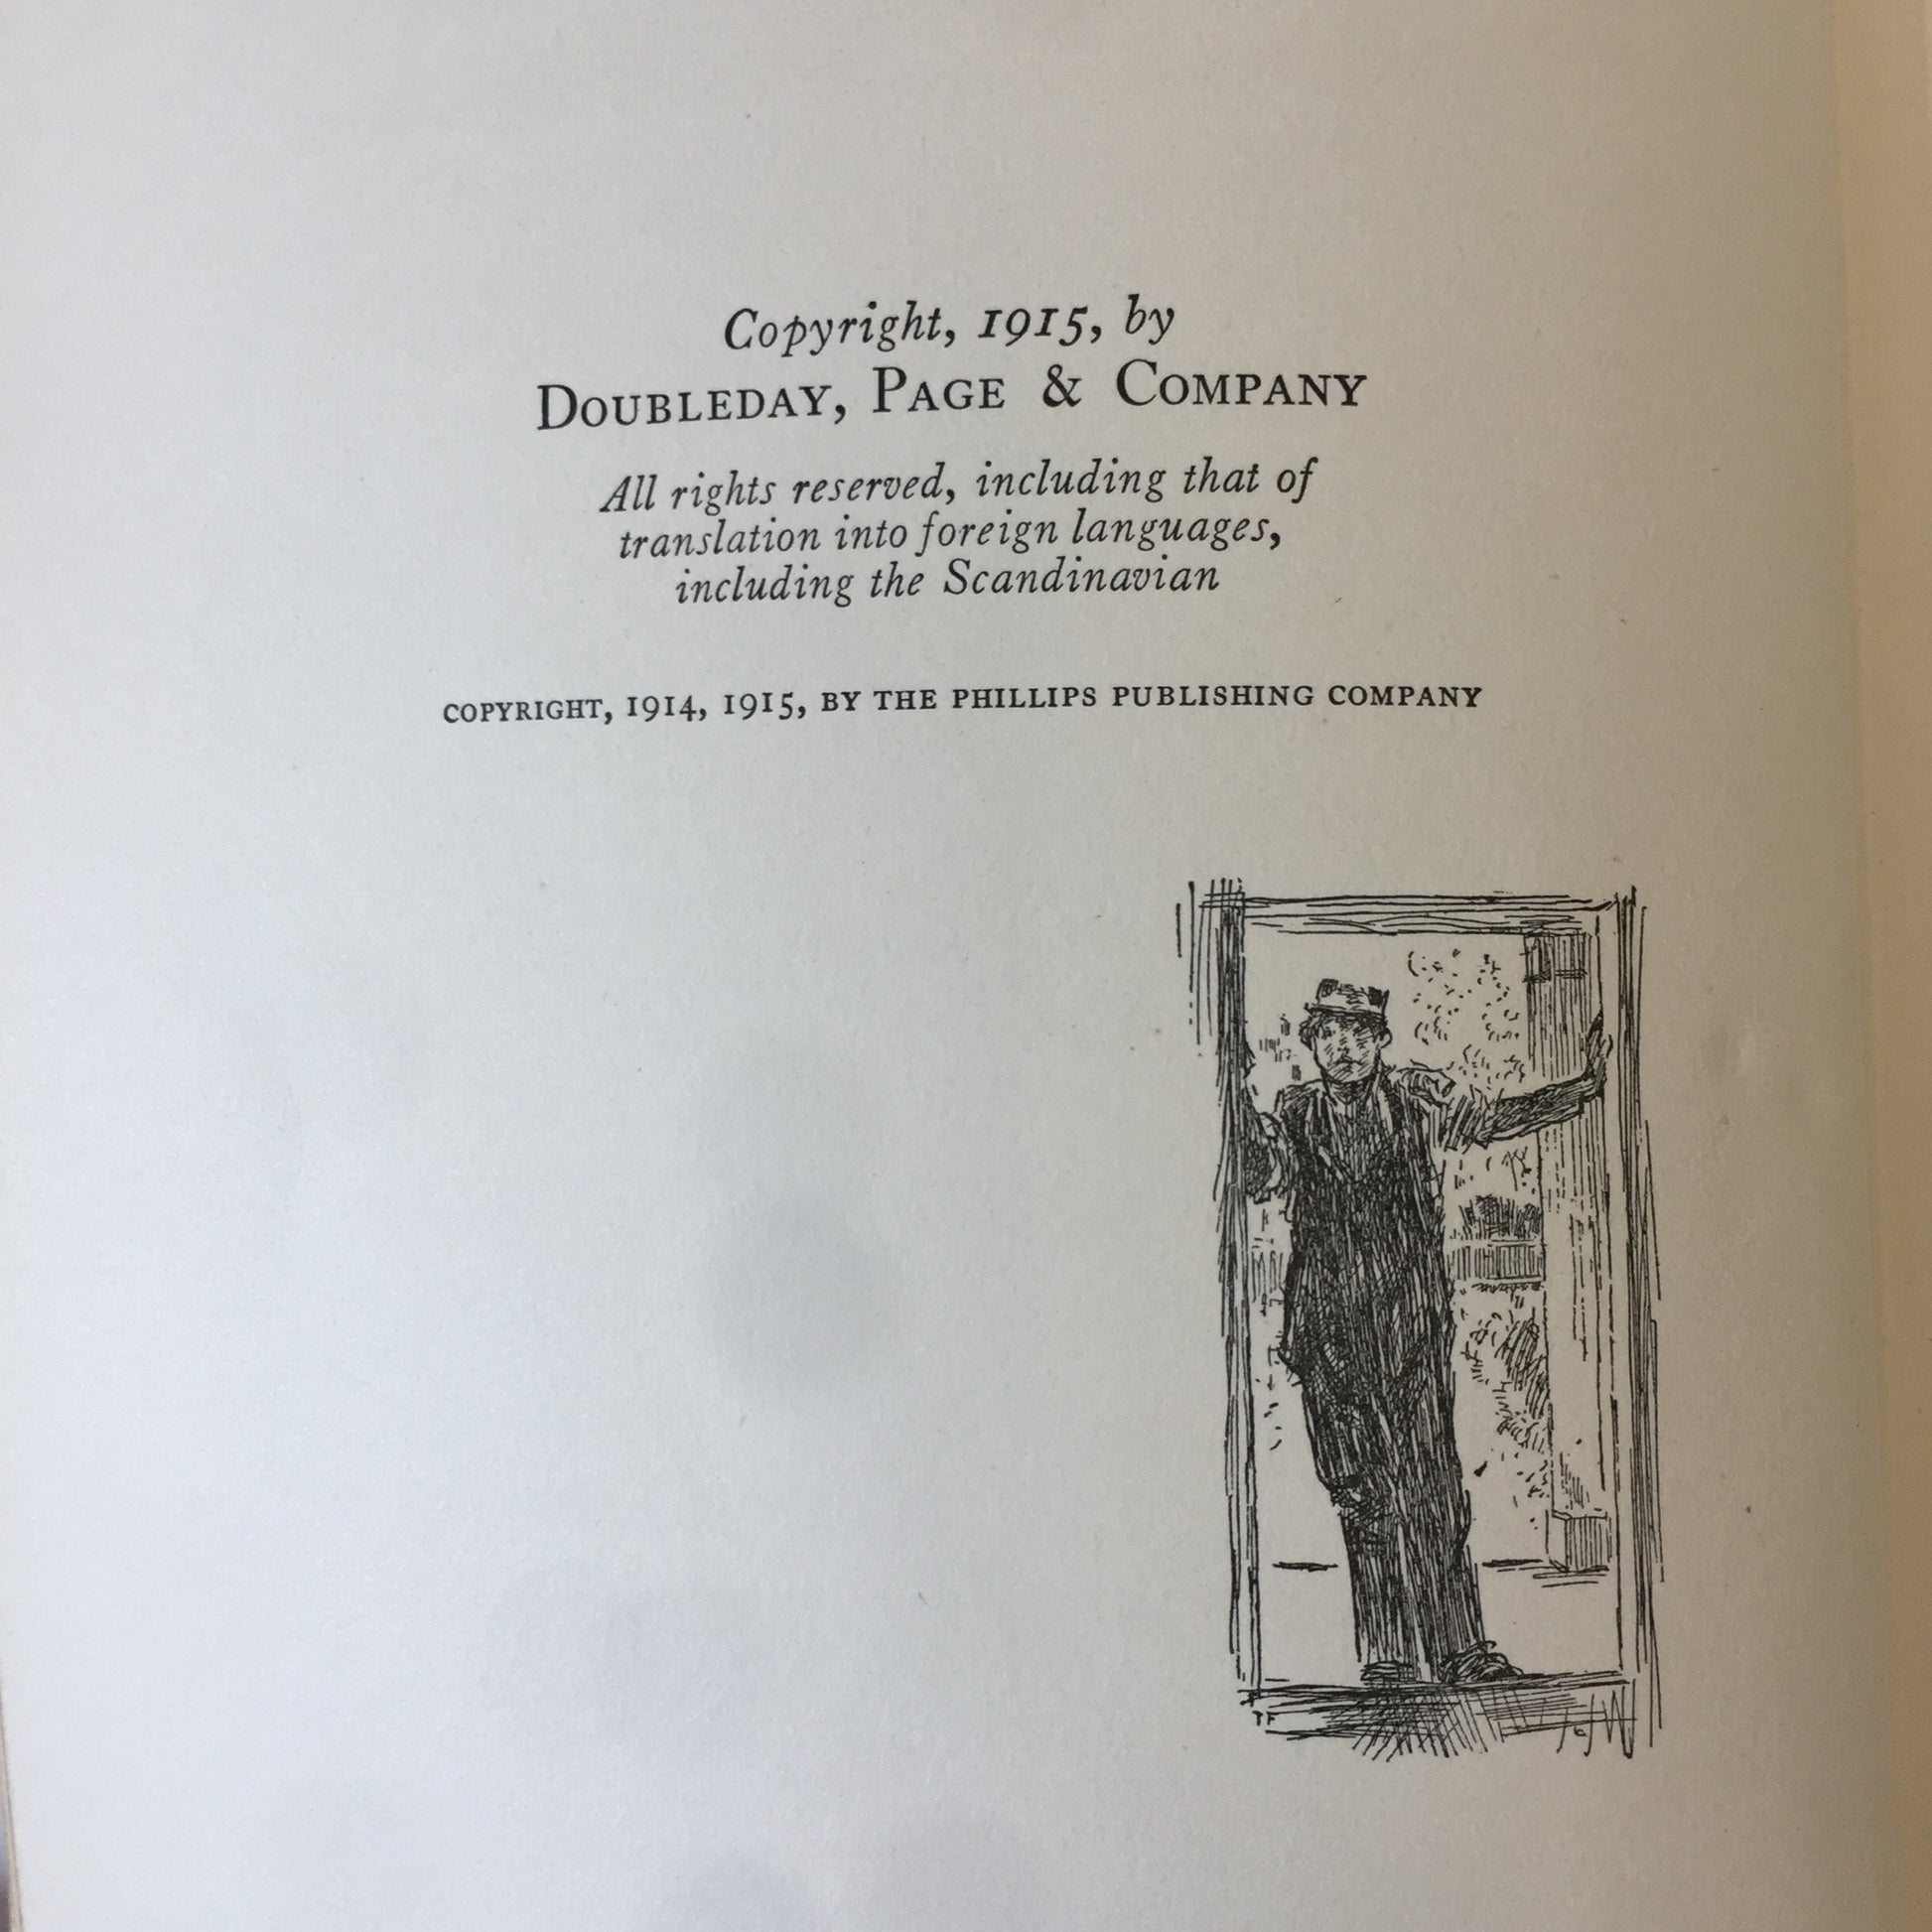 Copyright, 1915, by
DOUBLEDAY, PAGE & COMPANY
All rights reserved, including that of
translation into foreign languages,
including the Scandinavian
COPYRIGHT, 1914, 1915, BY THE PHILLIPS PUBLISHING COMPANY
TF